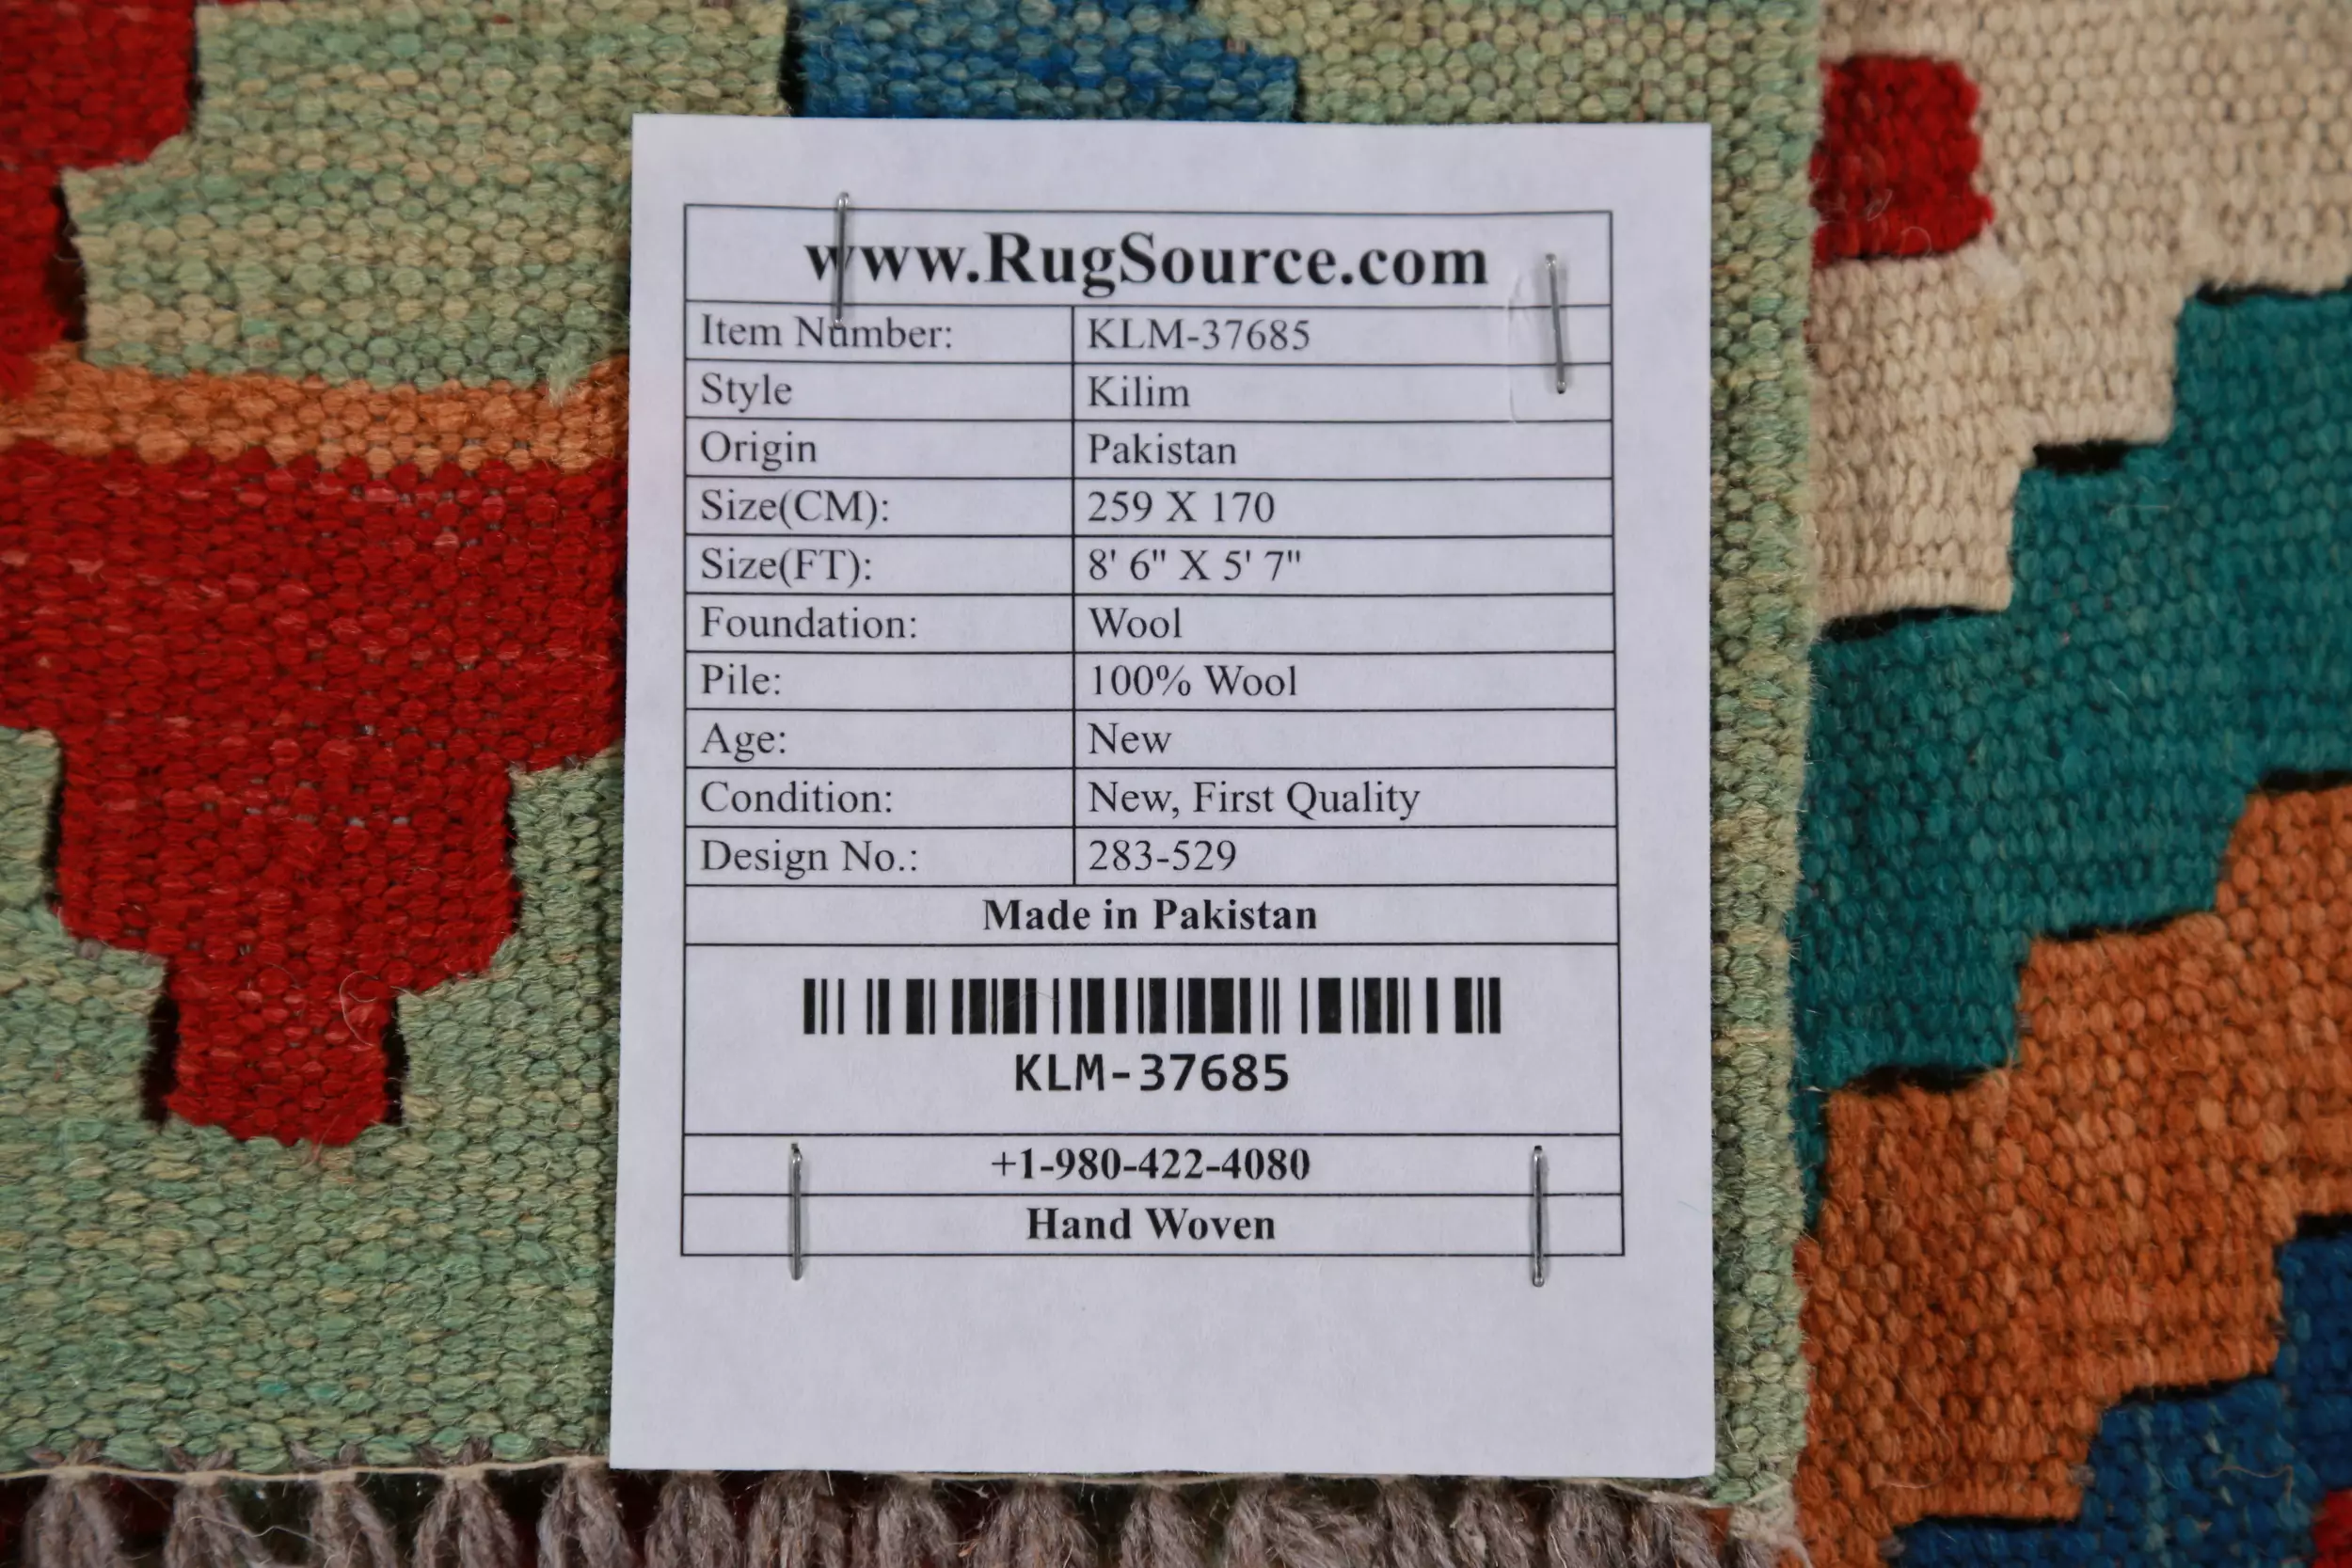 www.RugSource.com
Item Number: KLM-37685
Style Kilim
Origin Pakistan
Size(CM): 259 X 170
Size(FT): 8' 6" X 5' 7"
Foundation: Wool
Pile: 100% Wool
Age: New
Condition: New, First Quality
Design No.: 283-529
Made in Pakistan
KLM-37685
+1-980-422-4080
Hand Woven